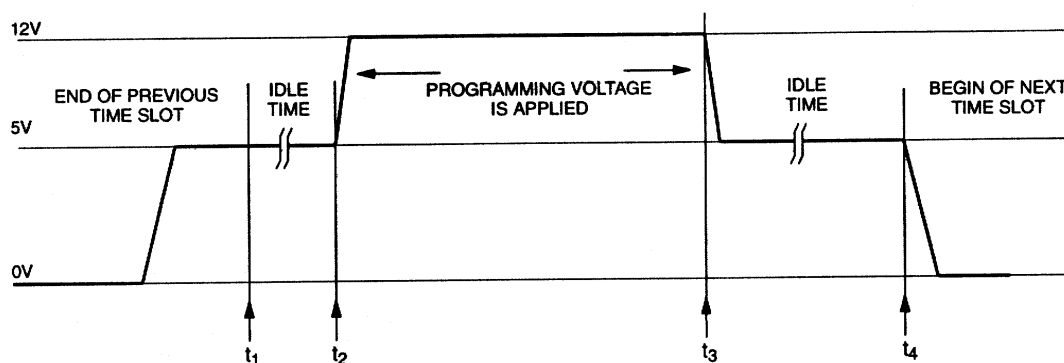 12V
END OF PREVIOUS
TIME SLOT
IDLE
TIME
PROGRAMMING VOLTAGE
IS APPLIED
IDLE
TIME
BEGIN OF NEXT
TIME SLOT
5V
0V
t1
t2
t3
t4